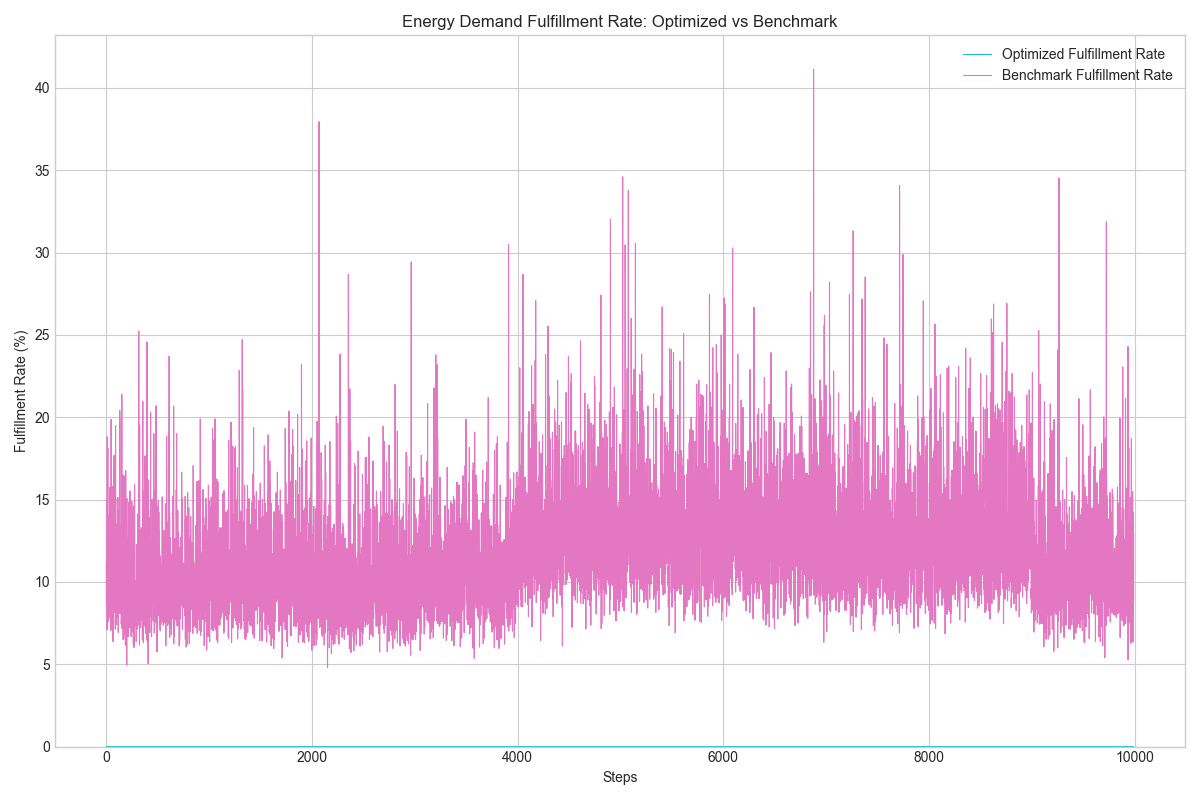 Energy Demand Fulfillment Rate: Optimized vs Benchmark
Optimized Fulfillment Rate
Benchmark Fulfillment Rate
Fulfillment Rate (%)
40
35
30
25
20
15
10
5
0
0 2000 4000 6000 8000 10000
Steps